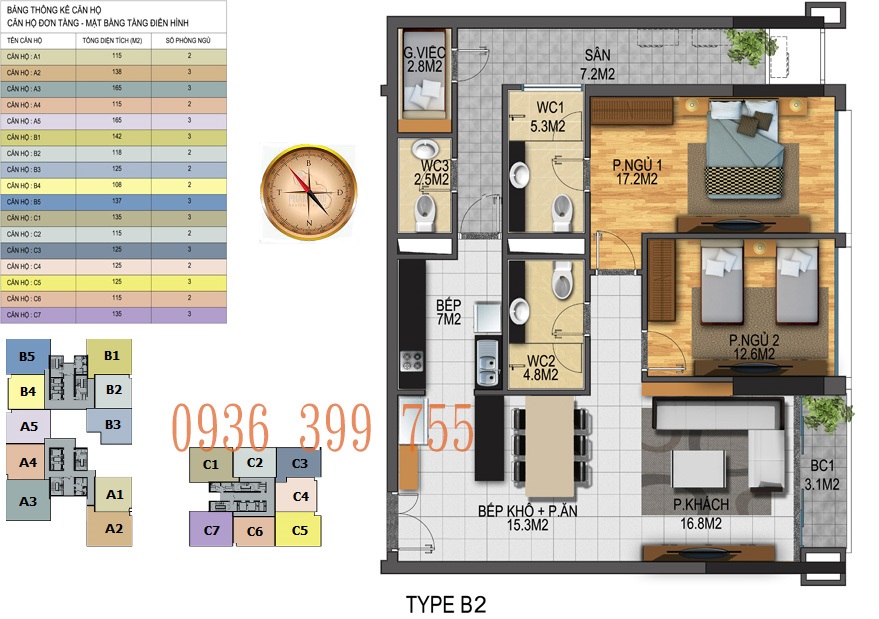 BẢNG THỐNG KÊ CĂN HỘ
CĂN HỘ ĐƠN TẦNG - MẶT BẰNG TẦNG ĐIỂN HÌNH
TÊN CĂN HỘ TỔNG DIỆN TÍCH (M2) SỐ PHÒNG NGỦ
CĂN HỘ : A1 115 2
CĂN HỘ : A2 138 3
CĂN HỘ : A3 165 3
CĂN HỘ : A4 115 2
CĂN HỘ : A5 165 3
CĂN HỘ : B1 142 3
CĂN HỘ : B2 118 2
CĂN HỘ : B3 125 2
CĂN HỘ : B4 108 2
CĂN HỘ : B5 137 3
CĂN HỘ : C1 135 3
CĂN HỘ : C2 115 2
CĂN HỘ : C3 125 3
CĂN HỘ : C4 125 2
CĂN HỘ : C5 125 3
CĂN HỘ : C6 115 2
CĂN HỘ : C7 135 3
B
T
D
N
G.VIỆC
2.8M2
SÂN
7.2M2
WC1
5.3M2
WC3
2.5M2
P.NGỦ 1
17.2M2
BẾP
7M2
WC2
4.8M2
P.NGỦ 2
12.6M2
BẾP KHÔ + P.ĂN
15.3M2
P.KHÁCH
16.8M2
BC1
3.1M2
0936 399 755
B5
B1
B4
B2
A5
B3
A4
A3
A1
A2
C1
C2
C3
C4
C7
C6
C5
TYPE B2